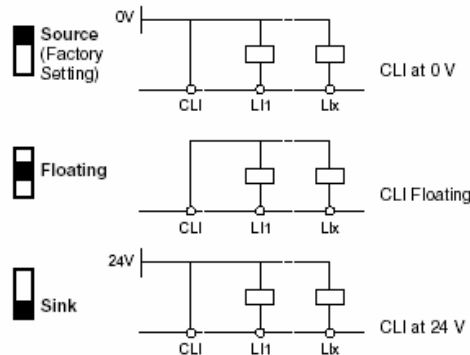 0V
Source
(Factory
Setting)
CLI LI1 LIx
CLI at 0 V
Floating
CLI LI1 LIx
CLI Floating
24V
Sink
CLI LI1 LIx
CLI at 24 V